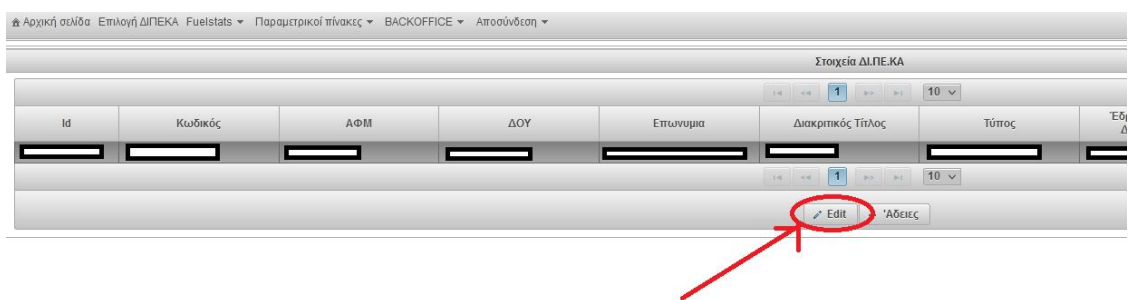 Αρχική σελίδα Επιλογή ΔΙΠΕΚΑ Fuelstats Παραμετρικοί πίνακες BACKOFFICE Αποσύνδεση
Στοιχεία ΔΙ.ΠΕ.ΚΑ
1 10
Id Κωδικός ΑΦΜ ΔΟΥ Επωνυμια Διακριτικός Τίτλος Τύπος
1 10
Edit 'Αδειες